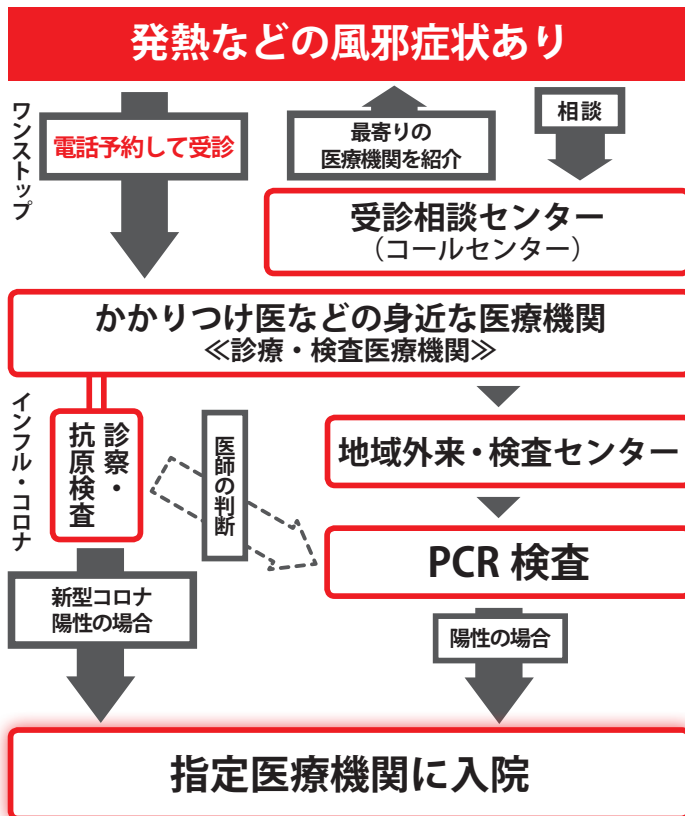 発熱などの風邪症状あり
ワンストップ
電話予約して受診
最寄りの
医療機関を紹介
相談
受診相談センター
（コールセンター）
かかりつけ医などの身近な医療機関
≪診療・検査医療機関≫
インフル・コロナ
診察・
抗原検査
医師の判断
地域外来・検査センター
PCR 検査
新型コロナ
陽性の場合
陽性の場合
指定医療機関に入院